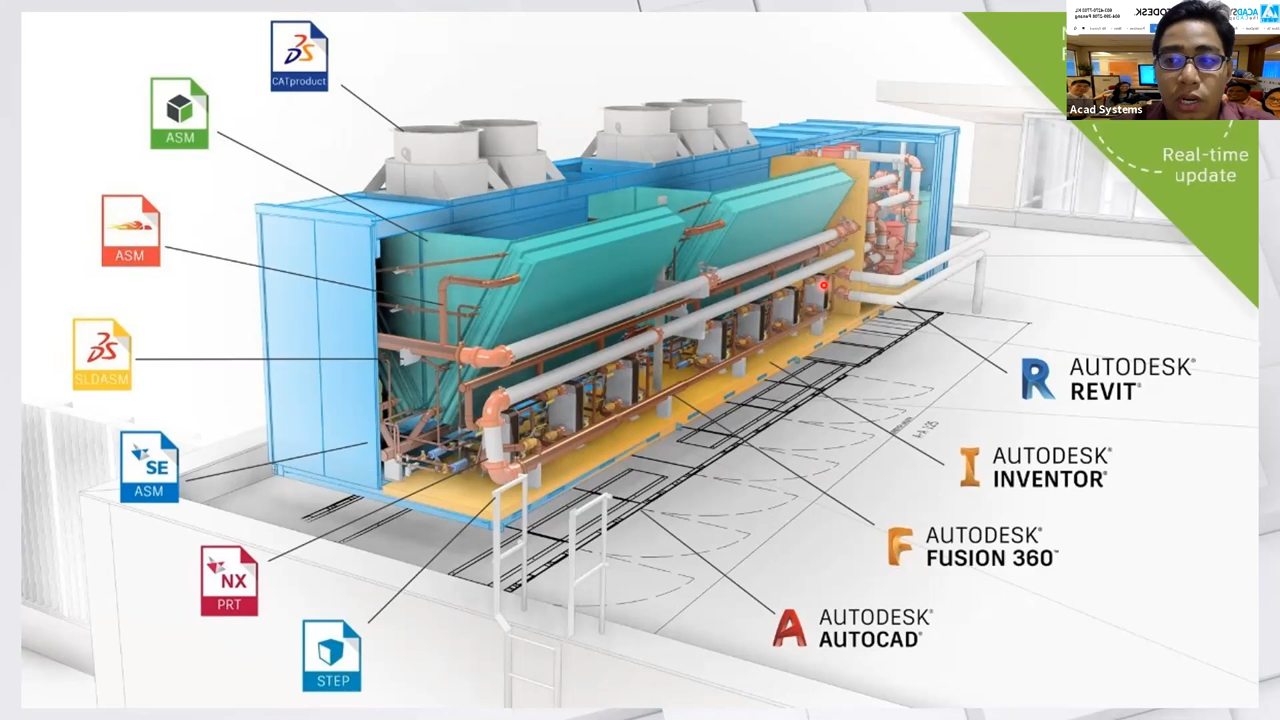 CATproduct
ASM
ASM
SLDASM
SE
ASM
NX
PRT
STEP
Acad Systems
Real-time
update
AUTODESK®
REVIT®
AUTODESK®
INVENTOR®
AUTODESK®
FUSION 360™
AUTODESK®
AUTOCAD®